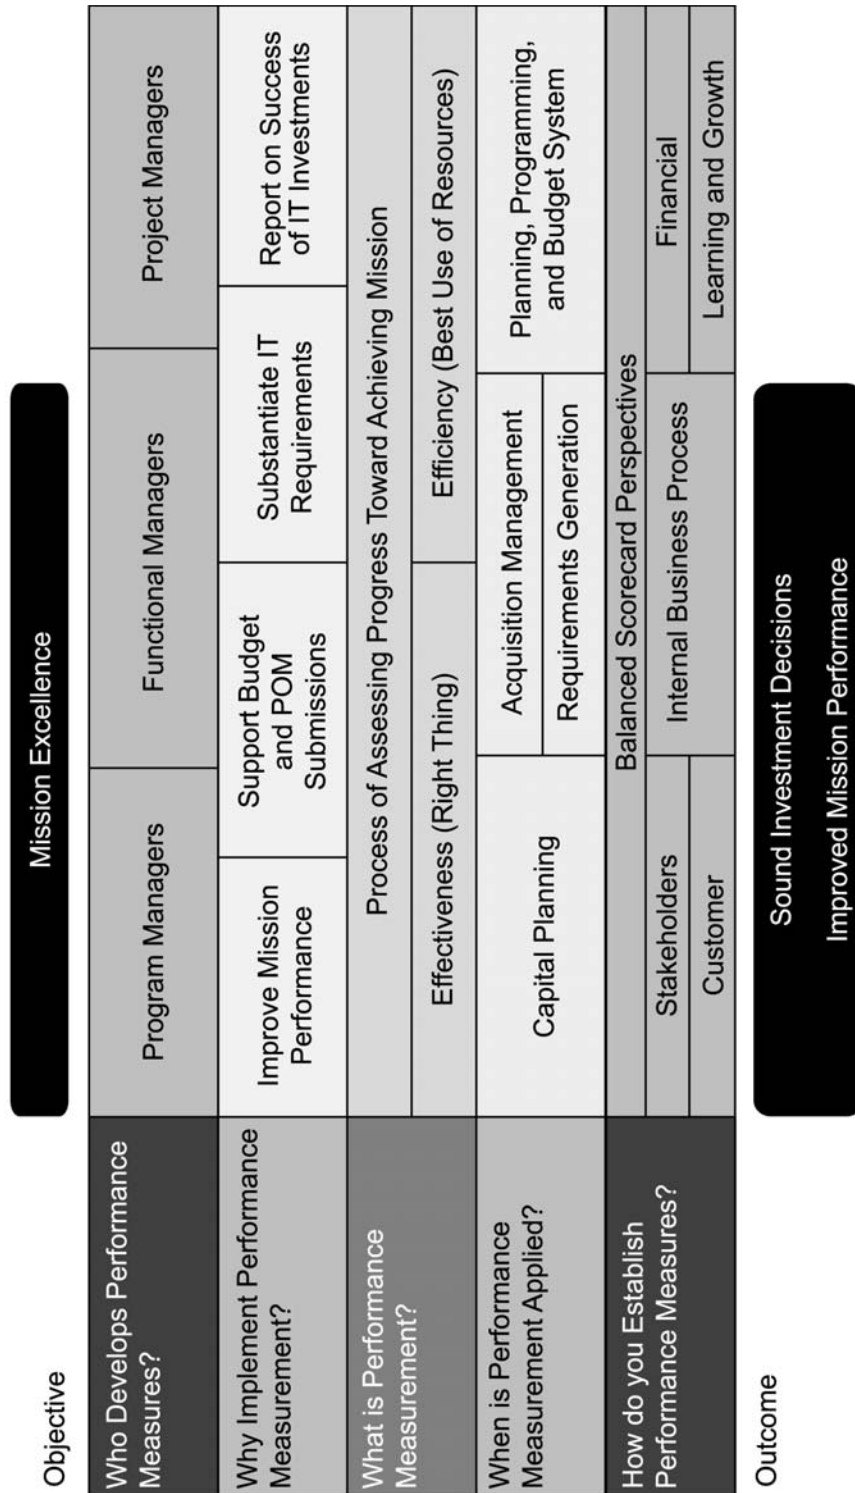 Objective
Mission Excellence
Who Develops Performance
Measures?
Program Managers
Functional Managers
Project Managers
Why Implement Performance
Measurement?
Improve Mission
Performance
Support Budget
and POM
Submissions
Substantiate IT
Requirements
Report on Success
of IT Investments
What is Performance
Measurement?
Process of Assessing Progress Toward Achieving Mission
Effectiveness (Right Thing)
Efficiency (Best Use of Resources)
When is Performance
Measurement Applied?
Capital Planning
Acquisition Management
Requirements Generation
Planning, Programming,
and Budget System
How do you Establish
Performance Measures?
Balanced Scorecard Perspectives
Stakeholders
Customer
Internal Business Process
Financial
Learning and Growth
Outcome
Sound Investment Decisions
Improved Mission Performance